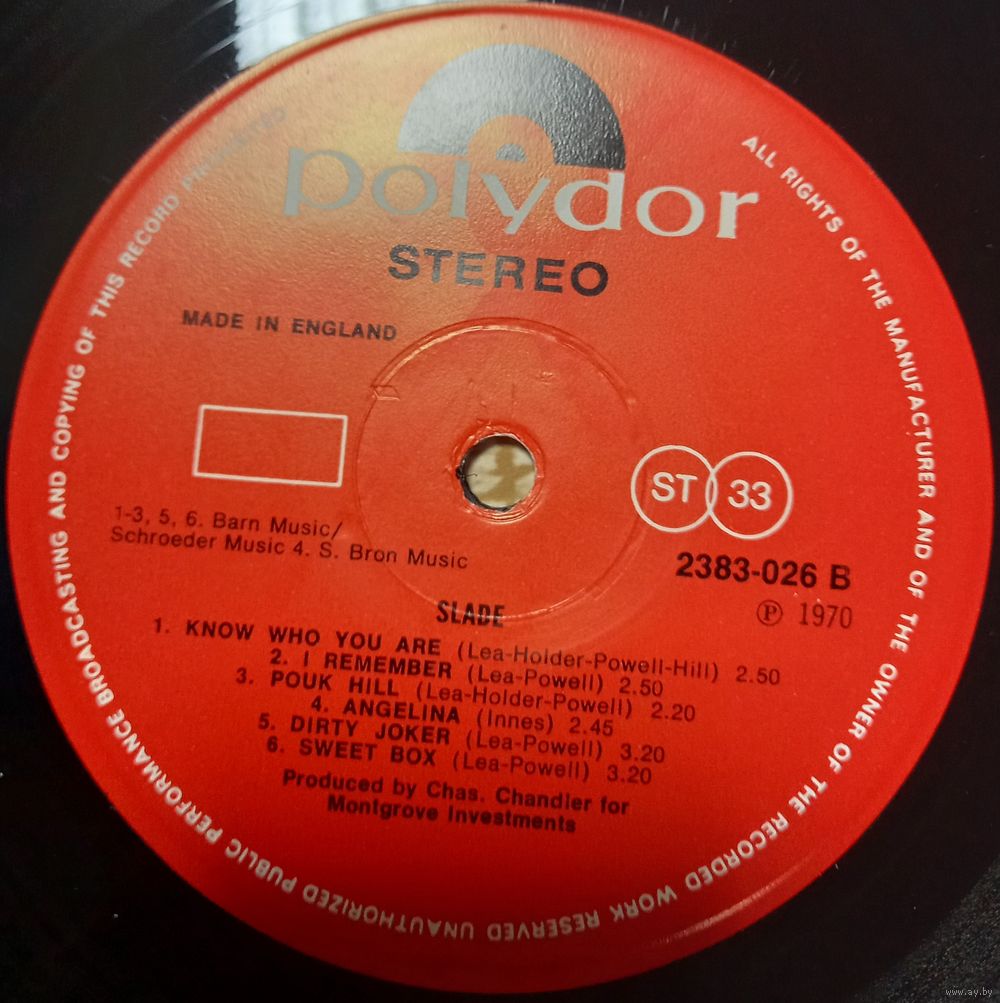 polydor
STEREO
MADE IN ENGLAND
ST 33
1-3, 5, 6. Barn Music/
Schroeder Music 4. S. Bron Music
2383-026 B
Ⓟ 1970
SLADE
1. KNOW WHO YOU ARE (Lea-Holder-Powell-Hill) 2.50
2. I REMEMBER (Lea-Powell) 2.50
3. POUK HILL (Lea-Holder-Powell) 2.20
4. ANGELINA (Innes) 2.45
5. DIRTY JOKER (Lea-Powell) 3.20
6. SWEET BOX (Lea-Powell) 3.20
Produced by Chas. Chandler for
Montgrove Investments
ALL RIGHTS OF THE MANUFACTURER AND OF THE OWNER OF THE RECORDED WORK RESERVED UNAUTHORIZED PUBLIC PERFORMANCE BROADCASTING AND COPYING OF THIS RECORD PROHIBITED
www.ay.by